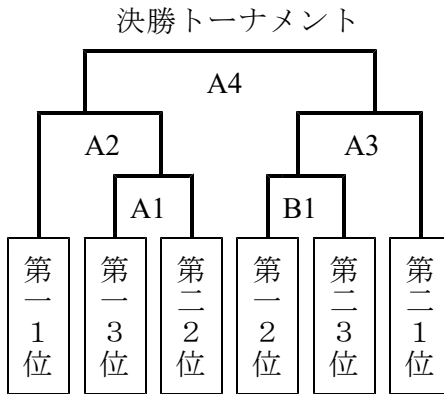 決勝トーナメント
A4
A2
A3
A1
B1
第一１位
第一３位
第二２位
第一２位
第二３位
第二１位